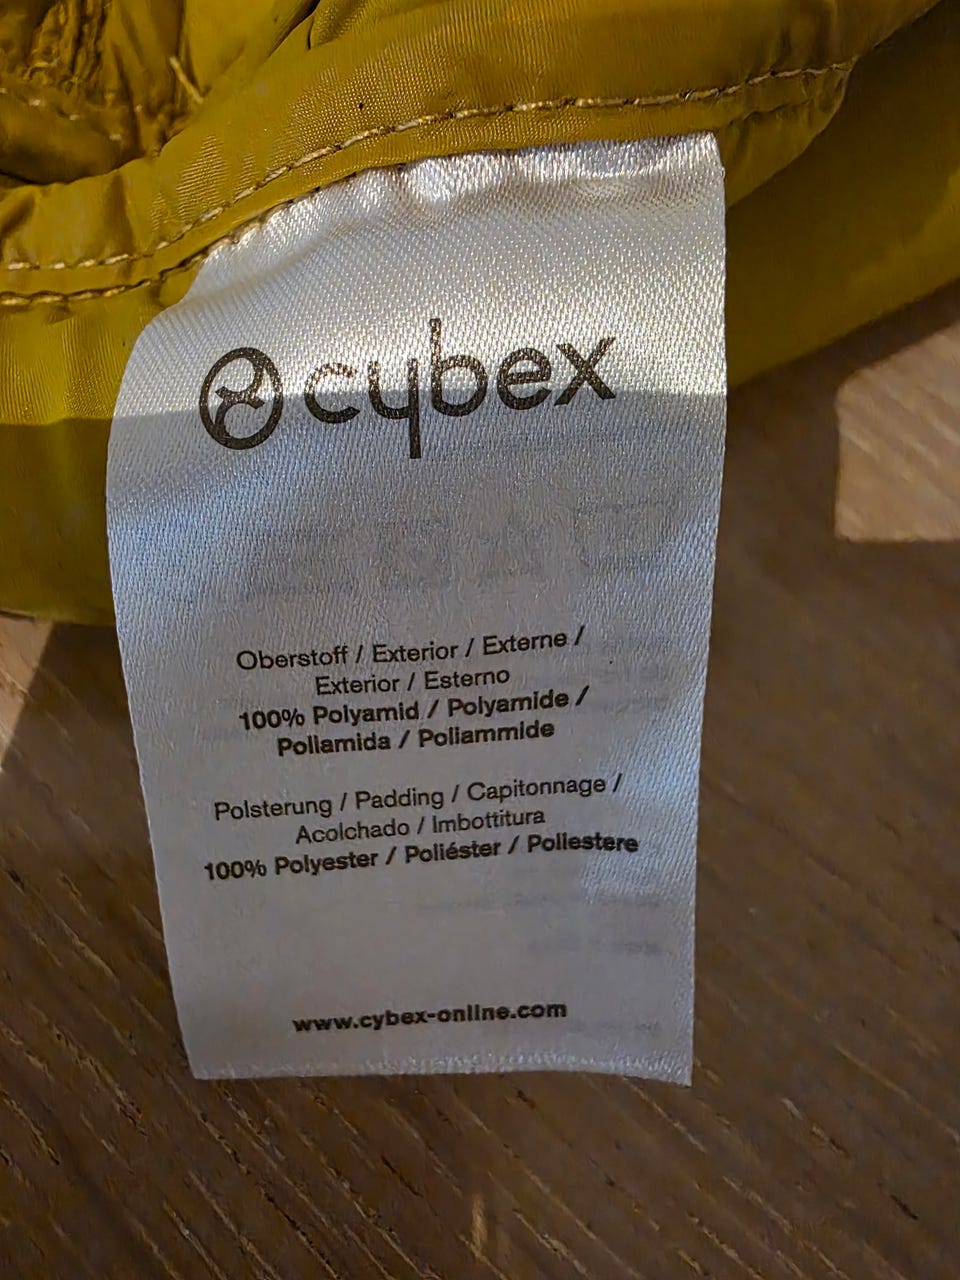 cybex
Oberstoff / Exterior / Externe /
Exterior / Esterno
100% Polyamid / Polyamide /
Poliamida / Poliammide
Polsterung / Padding / Capitonnage /
Acolchado / Imbottitura
100% Polyester / Poliéster / Poliestere
www.cybex-online.com